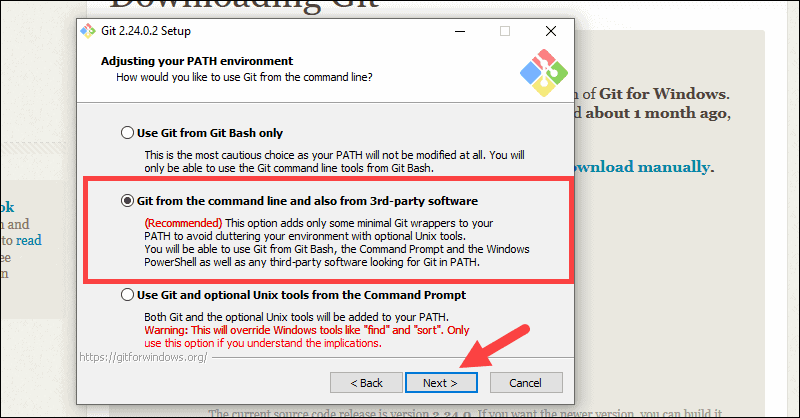 Downloading Git
Git 2.24.0.2 Setup
Adjusting your PATH environment
How would you like to use Git from the command line?
of Git for Windows.
about 1 month ago,
ownload manually.
Use Git from Git Bash only
This is the most cautious choice as your PATH will not be modified at all. You will
only be able to use the Git command line tools from Git Bash.
Git from the command line and also from 3rd-party software
(Recommended) This option adds only some minimal Git wrappers to your
PATH to avoid cluttering your environment with optional Unix tools.
You will be able to use Git from Git Bash, the Command Prompt and the Windows
PowerShell as well as any third-party software looking for Git in PATH.
ok
and
to read
Use Git and optional Unix tools from the Command Prompt
Both Git and the optional Unix tools will be added to your PATH.
Warning: This will override Windows tools like "find" and "sort". Only
use this option if you understand the implications.
https://gitforwindows.org/
< Back
Next >
Cancel
The current source code release is version 2.24.0. If you want the newer version, you can build it